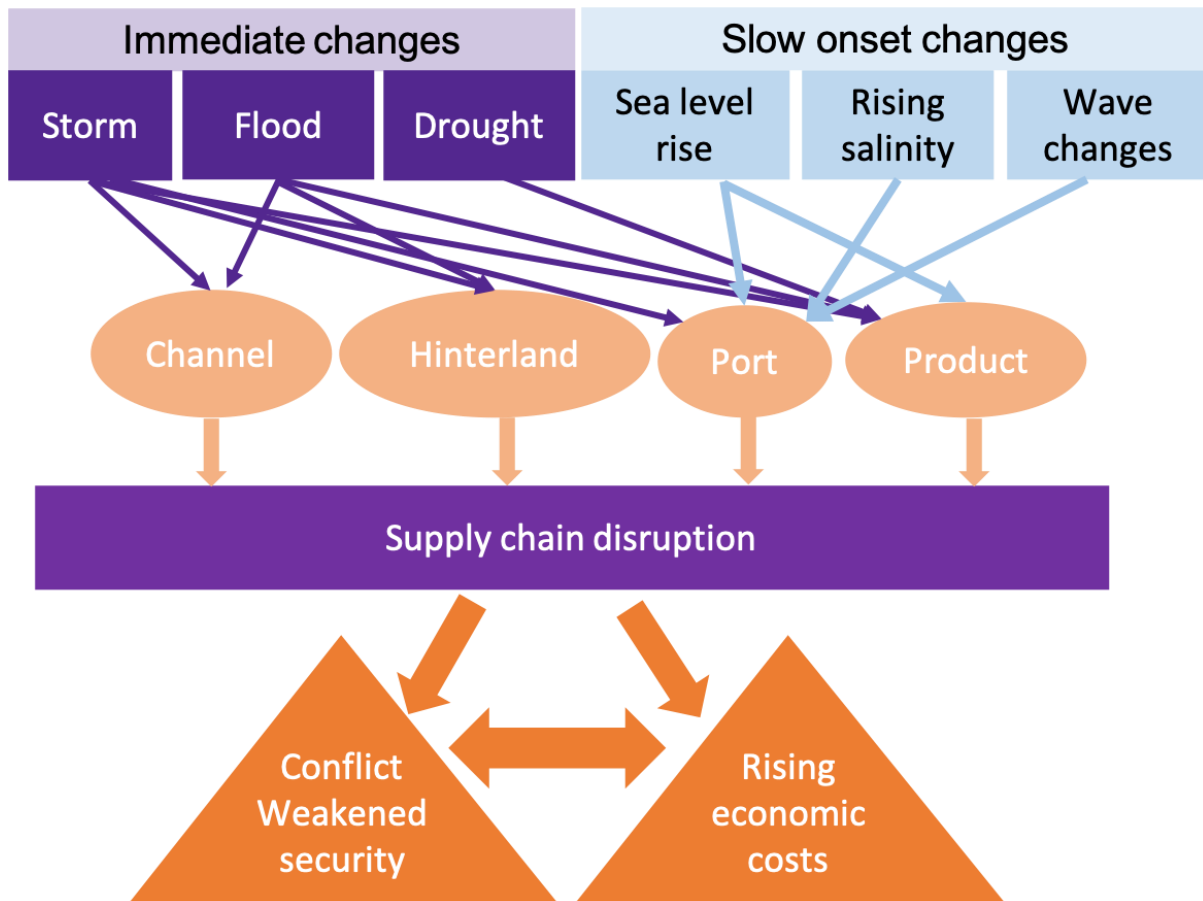 Immediate changes
Slow onset changes
Storm
Flood
Drought
Sea level
rise
Rising
salinity
Wave
changes
Channel
Hinterland
Port
Product
Supply chain disruption
Conflict
Weakened
security
Rising
economic
costs